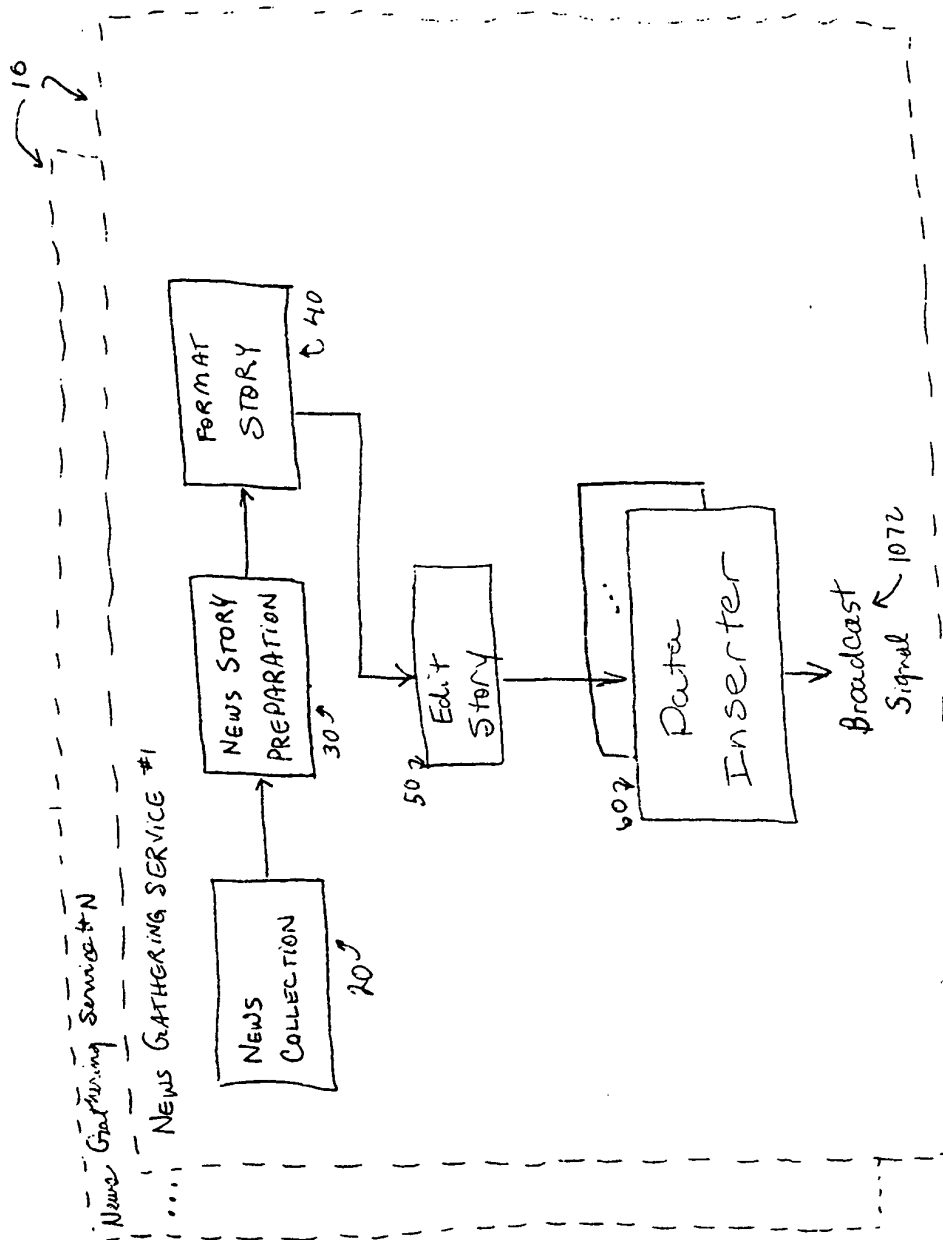 News Gathering Service #N
10
....
NEWS GATHERING SERVICE #1
NEWS
COLLECTION
20
NEWS STORY
PREPARATION
30
FORMAT
STORY
40
50
Edit
Story
60
...
Data
Inserter
Broadcast
Signal
1072